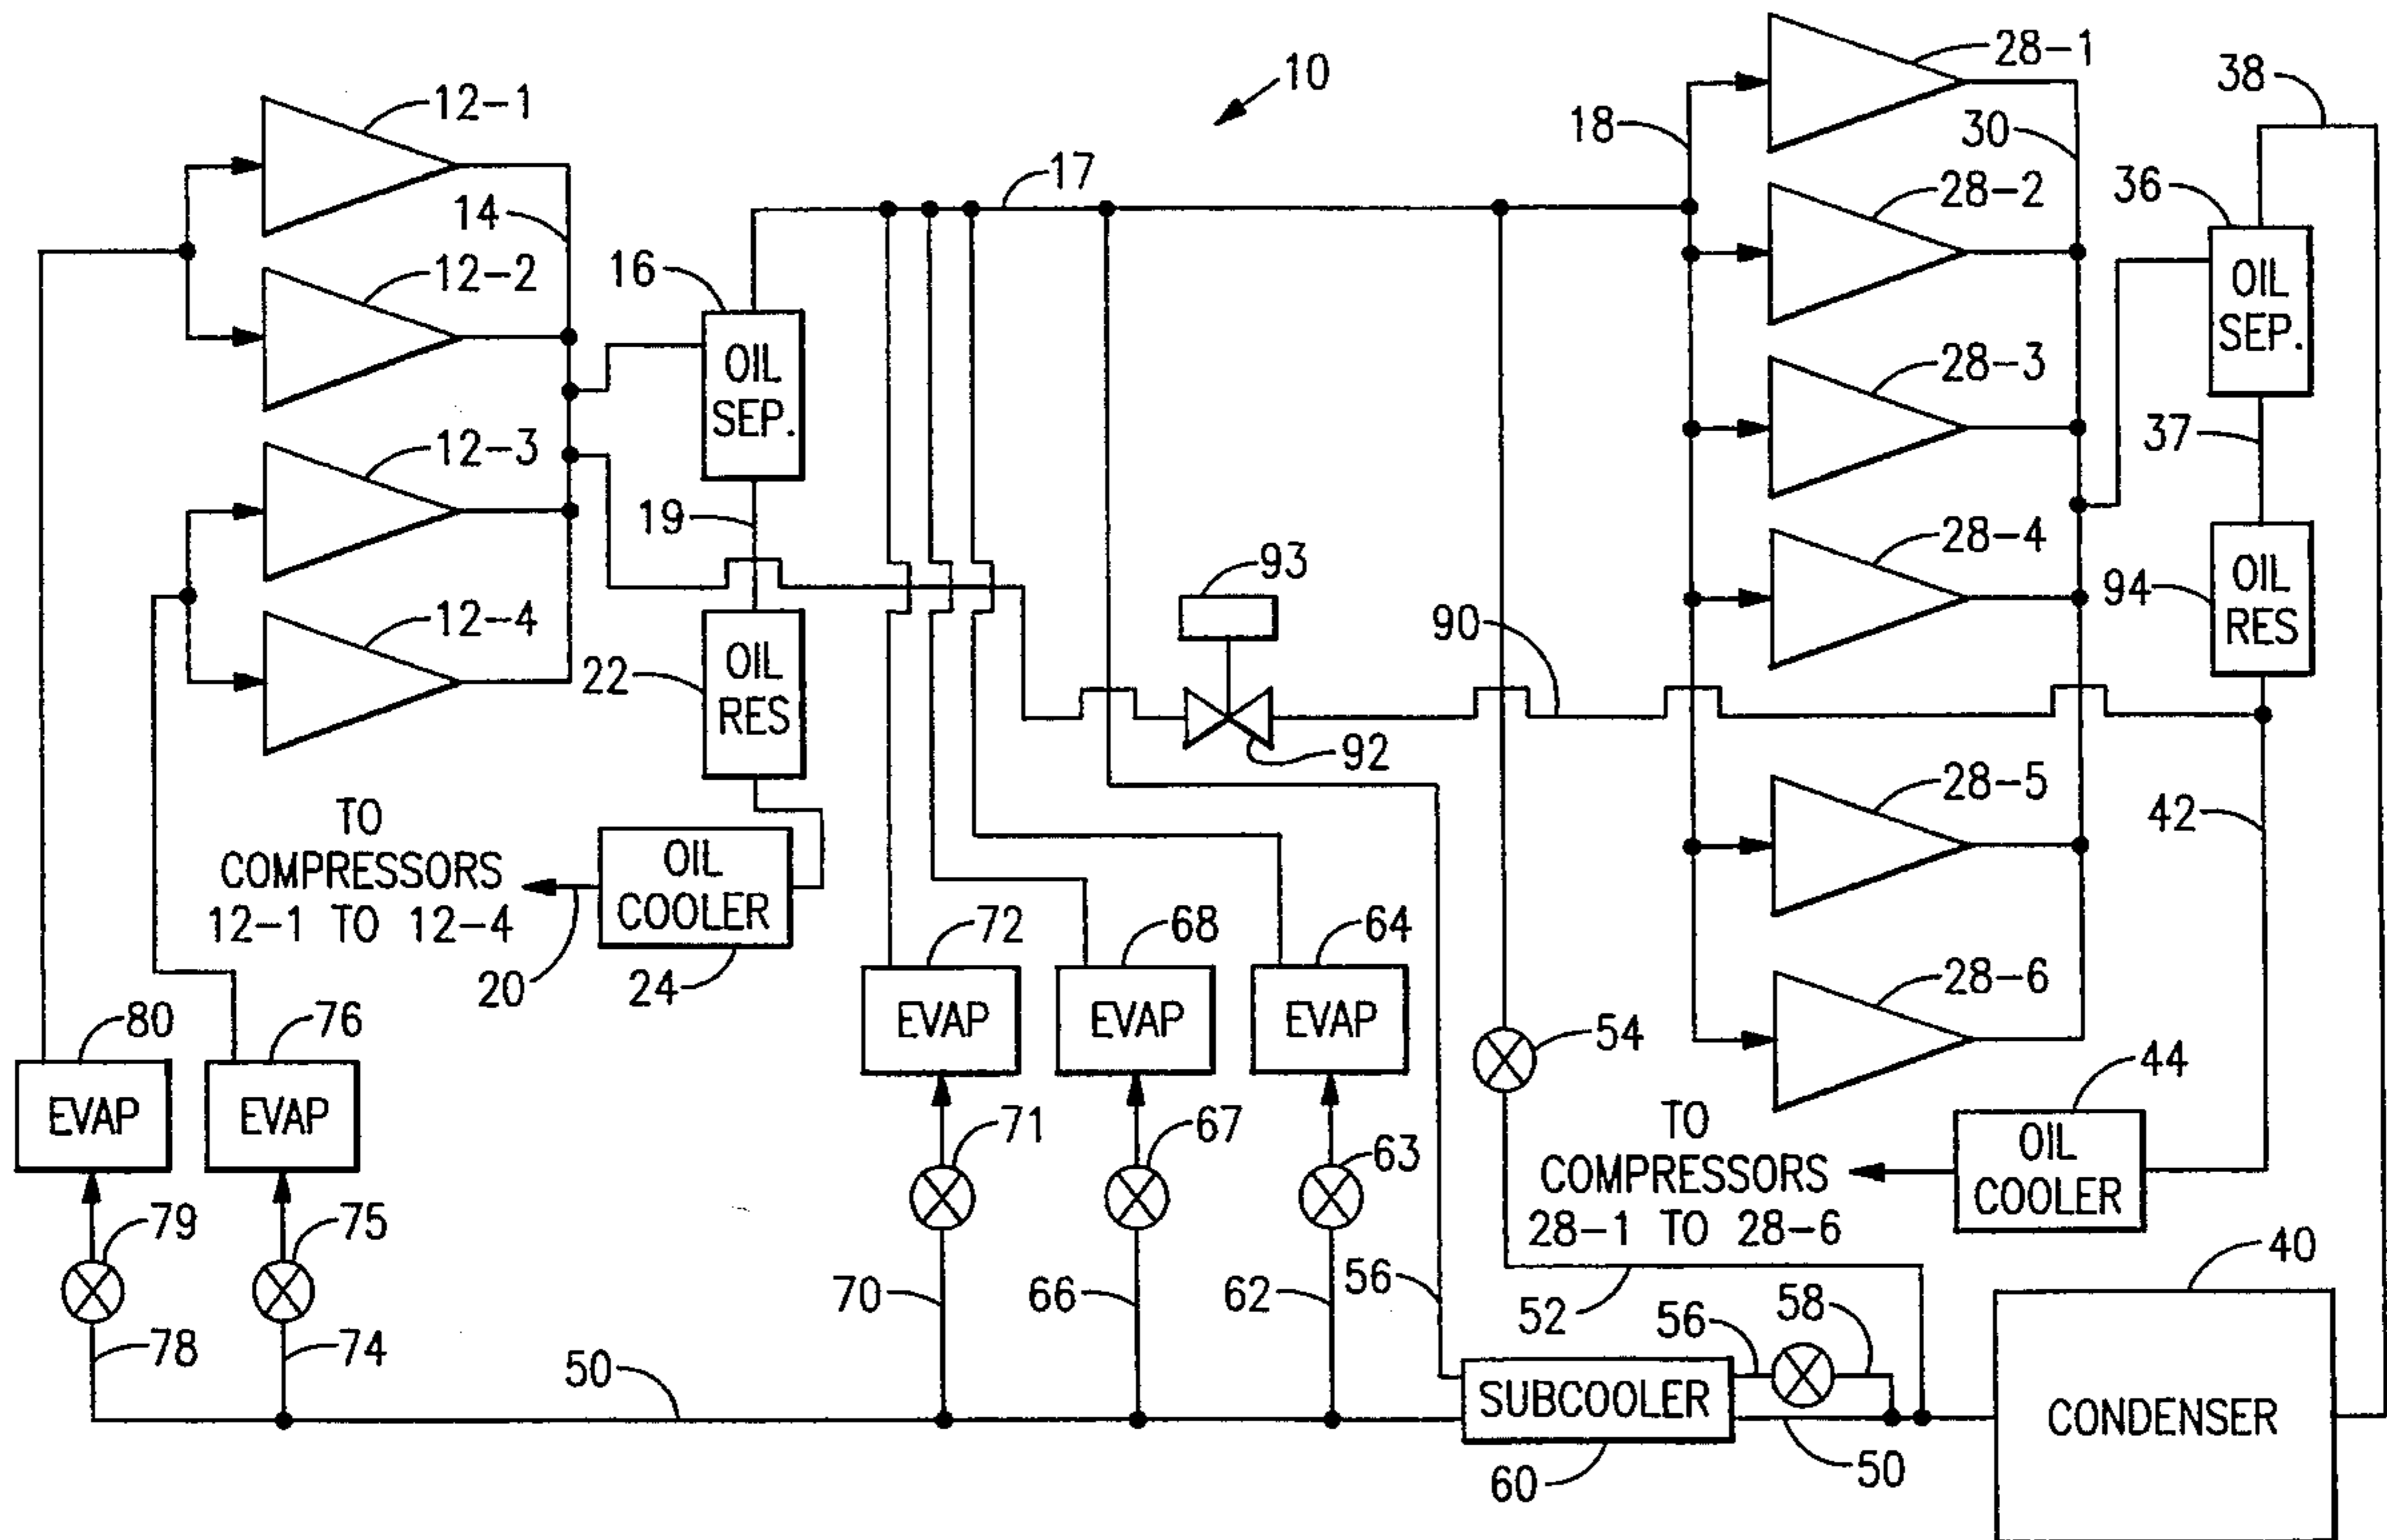 10
12-1
14
12-2
12-3
12-4
16
OIL
SEP.
17
19
22
OIL
RES
TO
COMPRESSORS
12-1 TO 12-4
20
OIL
COOLER
24
18
28-1
30
28-2
28-3
28-4
28-5
28-6
38
36
OIL
SEP.
37
94
OIL
RES
42
93
92
90
72
EVAP
68
EVAP
64
EVAP
80
EVAP
76
EVAP
79
75
71
67
63
54
78
74
70
66
62
50
56
52
56
58
SUBCOOLER
60
50
TO
COMPRESSORS
28-1 TO 28-6
44
OIL
COOLER
40
CONDENSER